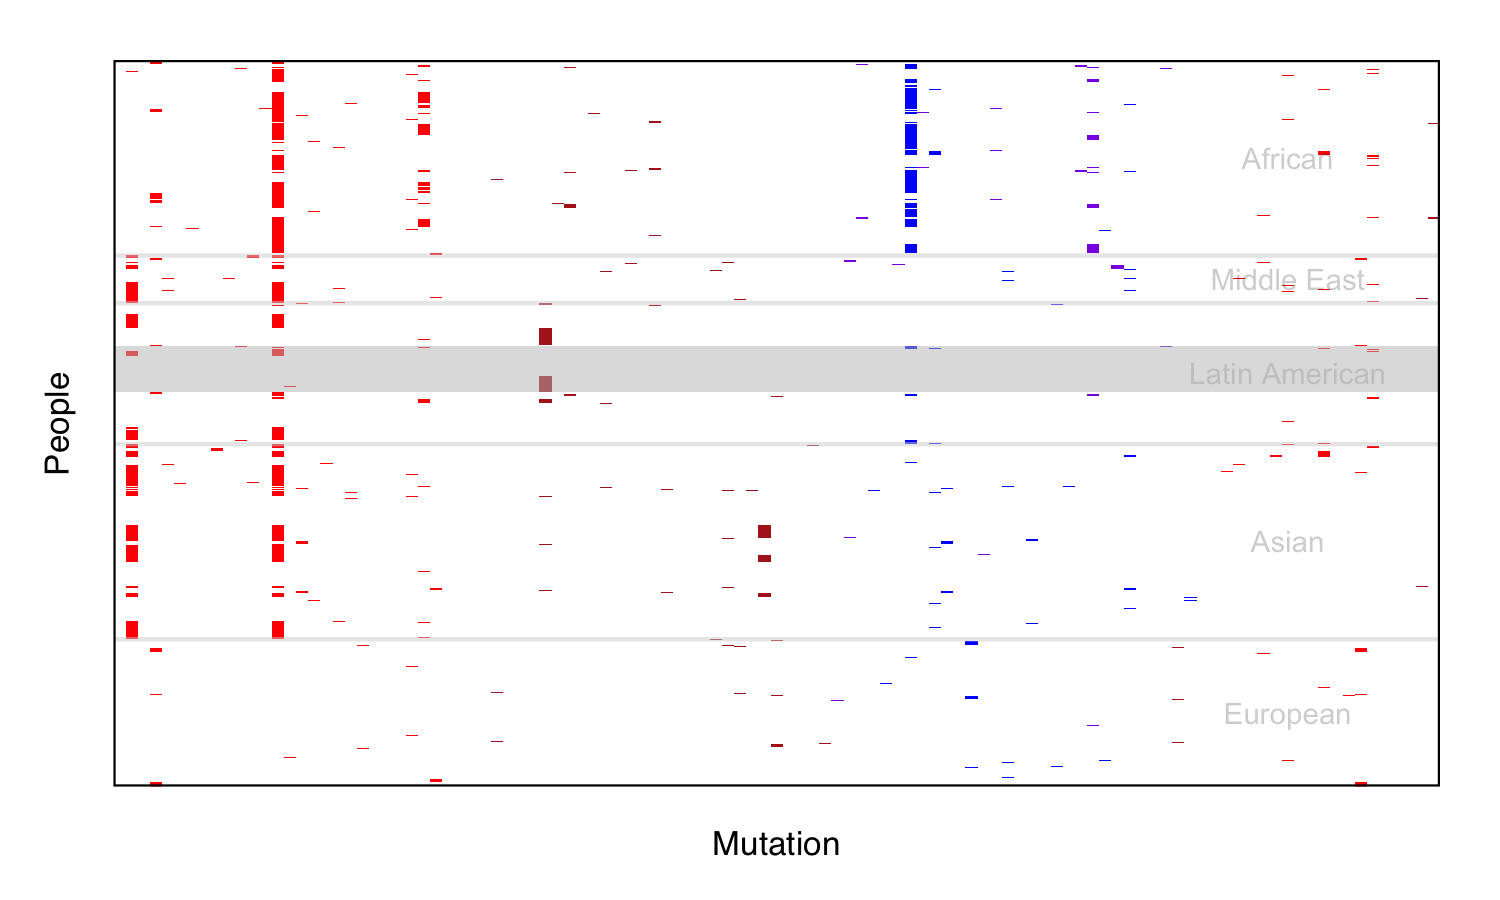 African
Middle East
Latin American
Asian
European
People
Mutation